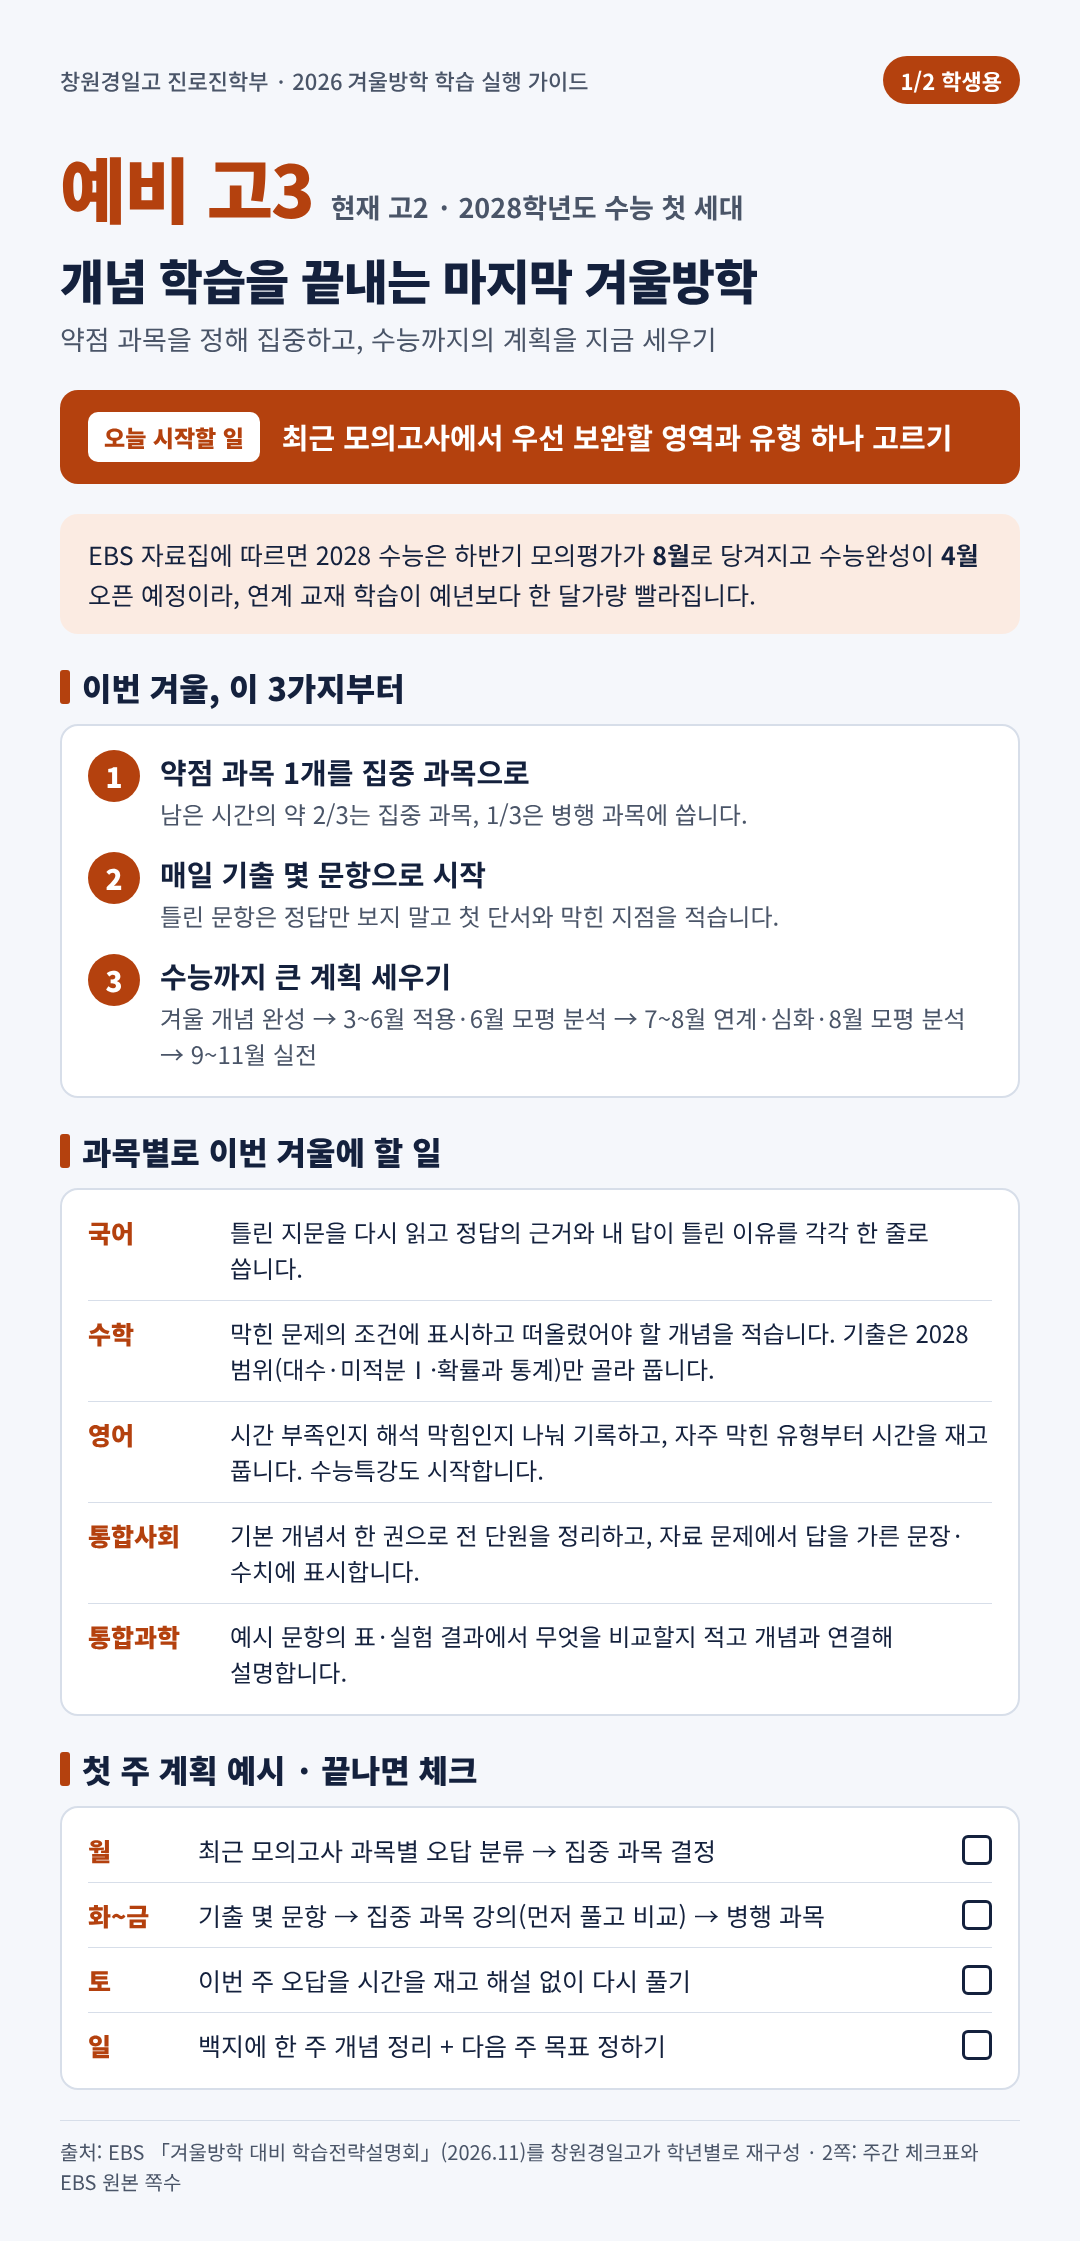 창원경일고 진로진학부 · 2026 겨울방학 학습 실행 가이드
1/2 학생용
예비 고3 현재 고2 · 2028학년도 수능 첫 세대
개념 학습을 끝내는 마지막 겨울방학
약점 과목을 정해 집중하고, 수능까지의 계획을 지금 세우기
오늘 시작할 일 최근 모의고사에서 우선 보완할 영역과 유형 하나 고르기
EBS 자료집에 따르면 2028 수능은 하반기 모의평가가 8월로 당겨지고 수능완성이 4월
오픈 예정이라, 연계 교재 학습이 예년보다 한 달가량 빨라집니다.
이번 겨울, 이 3가지부터
1 약점 과목 1개를 집중 과목으로
남은 시간의 약 2/3는 집중 과목, 1/3은 병행 과목에 씁니다.
2 매일 기출 몇 문항으로 시작
틀린 문항은 정답만 보지 말고 첫 단서와 막힌 지점을 적습니다.
3 수능까지 큰 계획 세우기
겨울 개념 완성 → 3~6월 적용·6월 모평 분석 → 7~8월 연계·심화·8월 모평 분석
→ 9~11월 실전
과목별로 이번 겨울에 할 일
국어 틀린 지문을 다시 읽고 정답의 근거와 내 답이 틀린 이유를 각각 한 줄로
씁니다.
수학 막힌 문제의 조건에 표시하고 떠올렸어야 할 개념을 적습니다. 기출은 2028
범위(대수·미적분Ⅰ·확률과 통계)만 골라 풉니다.
영어 시간 부족인지 해석 막힘인지 나눠 기록하고, 자주 막힌 유형부터 시간을 재고
풉니다. 수능특강도 시작합니다.
통합사회 기본 개념서 한 권으로 전 단원을 정리하고, 자료 문제에서 답을 가른 문장·
수치에 표시합니다.
통합과학 예시 문항의 표·실험 결과에서 무엇을 비교할지 적고 개념과 연결해
설명합니다.
첫 주 계획 예시 · 끝나면 체크
월 최근 모의고사 과목별 오답 분류 → 집중 과목 결정
화~금 기출 몇 문항 → 집중 과목 강의(먼저 풀고 비교) → 병행 과목
토 이번 주 오답을 시간을 재고 해설 없이 다시 풀기
일 백지에 한 주 개념 정리 + 다음 주 목표 정하기
출처: EBS 「겨울방학 대비 학습전략설명회」(2026.11)를 창원경일고가 학년별로 재구성 · 2쪽: 주간 체크표와
EBS 원본 쪽수